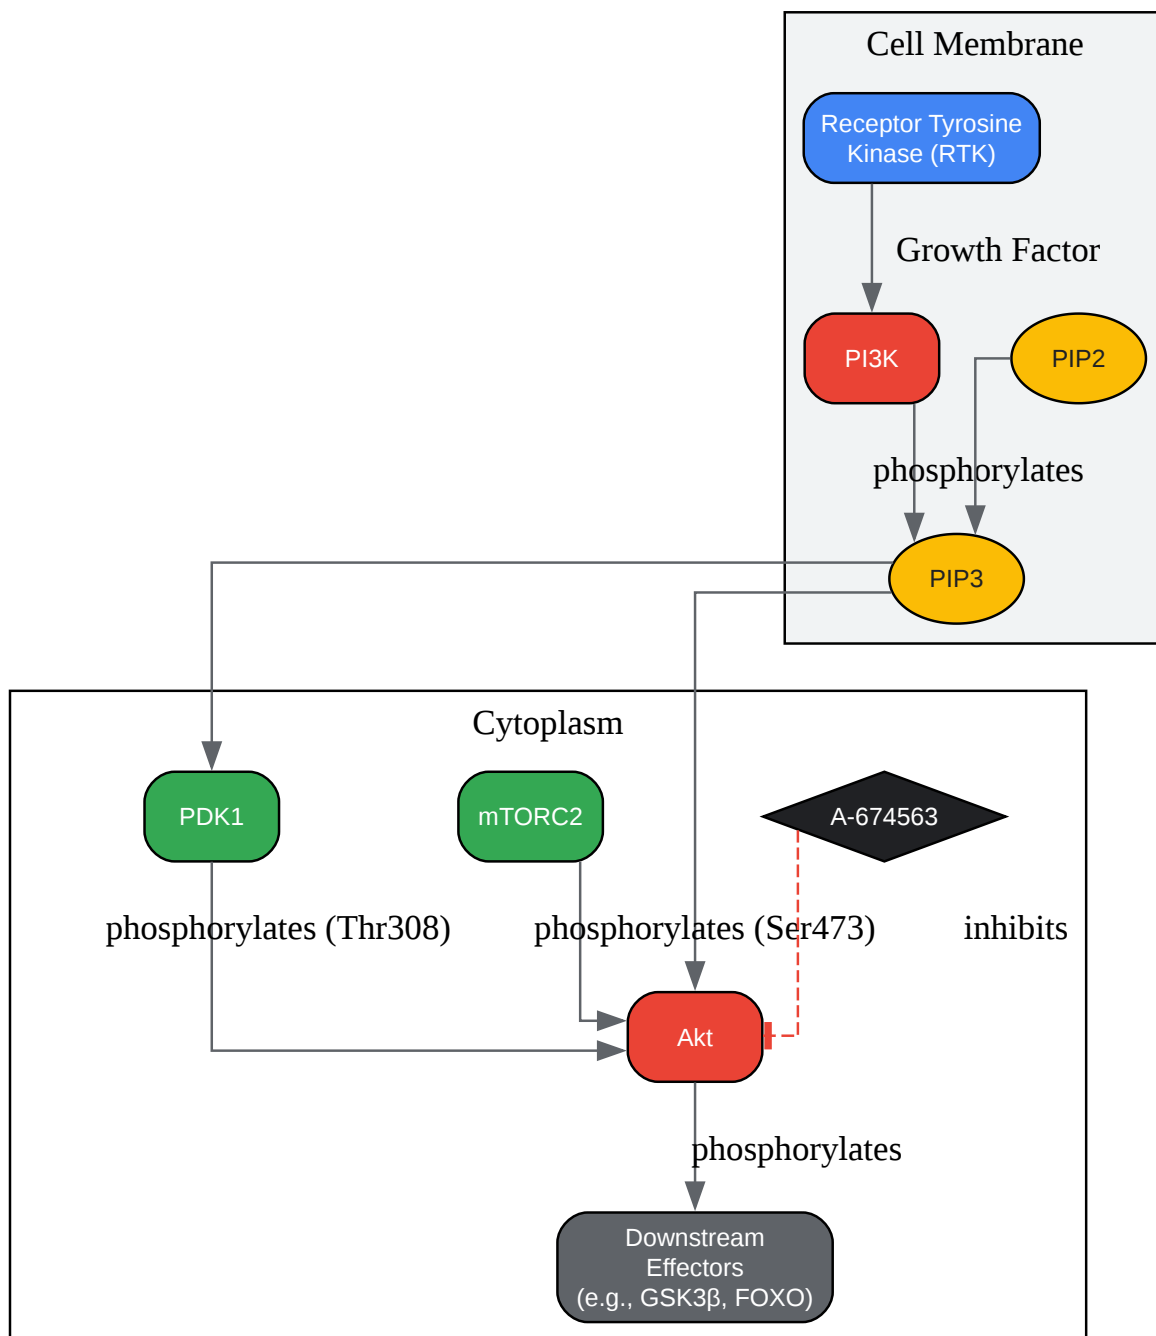 Cell Membrane
Receptor Tyrosine
Kinase (RTK)
Growth Factor
PI3K
PIP2
phosphorylates
PIP3
Cytoplasm
PDK1
mTORC2
A-674563
phosphorylates (Thr308)
phosphorylates (Ser473)
inhibits
Akt
phosphorylates
Downstream
Effectors
(e.g., GSK3β, FOXO)